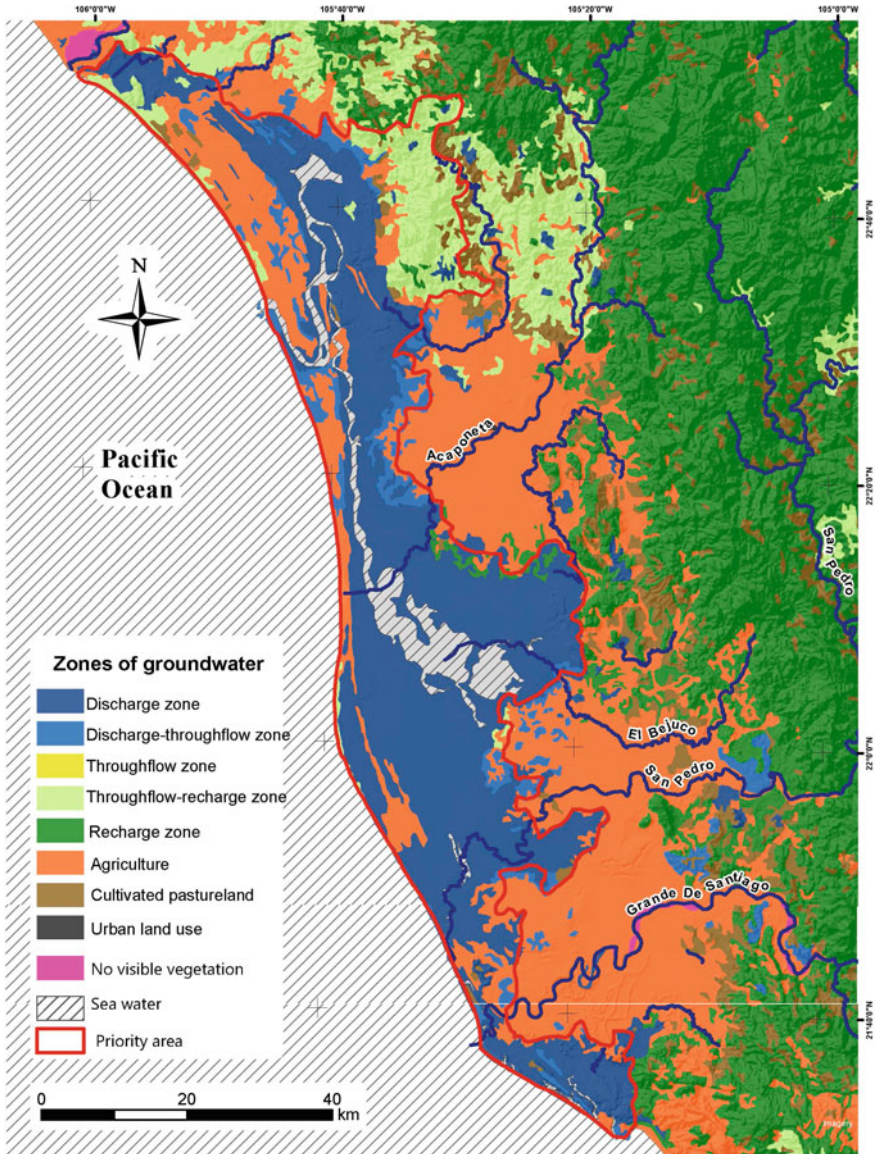 106°0'0"W
105°40'0"W
105°20'0"W
105°0'0"W
22°40'0"N
22°20'0"N
22°0'0"N
21°40'0"N
N
Pacific
Ocean
Acaponeta
San Pedro
El Bejuco
San Pedro
Grande De Santiago
Zones of groundwater
Discharge zone
Discharge-throughflow zone
Throughflow zone
Throughflow-recharge zone
Recharge zone
Agriculture
Cultivated pastureland
Urban land use
No visible vegetation
Sea water
Priority area
0 20 40
km
Imagery